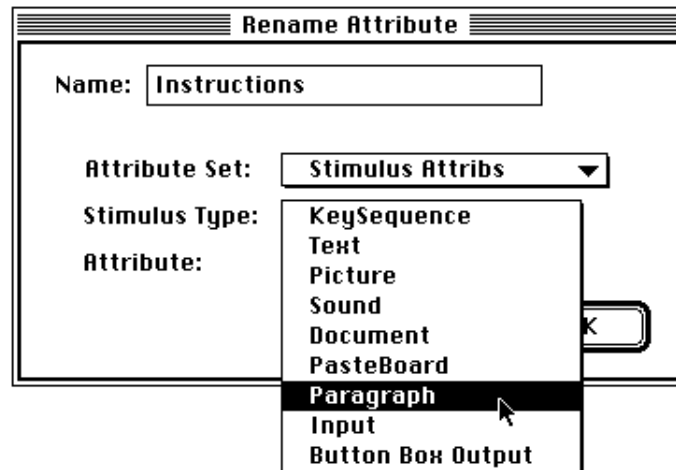 Rename Attribute
Name: Instructions
Attribute Set: Stimulus Attribs
Stimulus Type:
KeySequence
Text
Attribute:
Picture
Sound
Document
K
PasteBoard
Paragraph
Input
Button Box Output